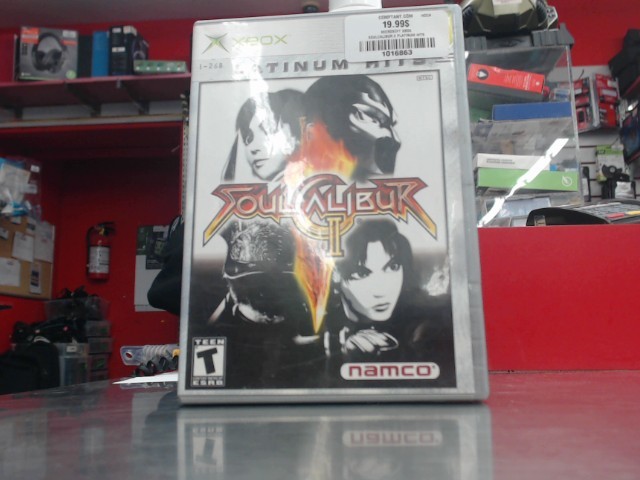 COMPTANT.COM
19.99$
1016863
XBOX
PLATINUM HITS
SOULCALIBUR
II
TEEN
T
ESRB
namco